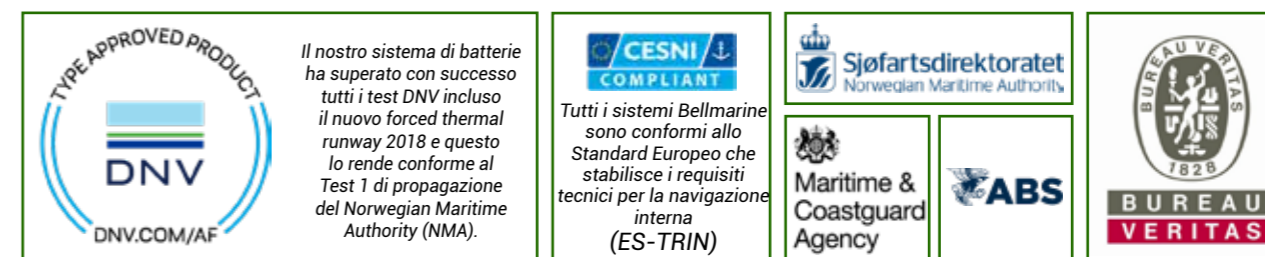 TYPE APPROVED PRODUCT
DNV
DNV.COM/AF
Il nostro sistema di batterie
ha superato con successo
tutti i test DNV incluso
il nuovo forced thermal
runway 2018 e questo
lo rende conforme al
Test 1 di propagazione
del Norwegian Maritime
Authority (NMA).
CESNI
COMPLIANT
Tutti i sistemi Bellmarine
sono conformi allo
Standard Europeo che
stabilisce i requisiti
tecnici per la navigazione
interna
(ES-TRIN)
Sjøfartsdirektoratet
Norwegian Maritime Authority
Maritime &
Coastguard
Agency
ABS
BUREAU VERITAS
1828
BUREAU
VERITAS